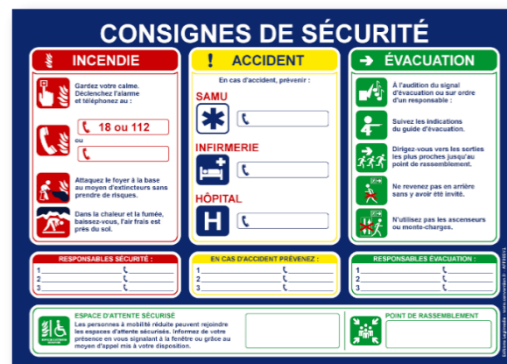 CONSIGNES DE SÉCURITÉ
INCENDIE
Gardez votre calme.
Déclenchez l'alarme
et téléphonez au :
18 ou 112
ou
Attaquez le foyer à la base
au moyen d'extincteurs sans
prendre de risques.
Dans la chaleur et la fumée,
baissez-vous, l'air frais est
près du sol.
! ACCIDENT
En cas d'accident, prévenir :
SAMU
INFIRMERIE
HÔPITAL
H
ÉVACUATION
À l'audition du signal
d'évacuation ou sur ordre
d'un responsable :
Suivez les indications
du guide d'évacuation.
Dirigez-vous vers les sorties
les plus proches jusqu'au
point de rassemblement.
Ne revenez pas en arrière
sans y avoir été invité.
N'utilisez pas les ascenseurs
ou monte-charges.
RESPONSABLES SÉCURITÉ :
1
2
3
EN CAS D'ACCIDENT PRÉVENEZ :
1
2
3
RESPONSABLES ÉVACUATION :
1
2
3
ESPACE D'ATTENTE SÉCURISÉ
Les personnes à mobilité réduite peuvent rejoindre
les espaces d'attente sécurisés. Informez de votre
présence en vous signalant à la fenêtre ou grâce au
moyen d'appel mis à votre disposition.
POINT DE RASSEMBLEMENT